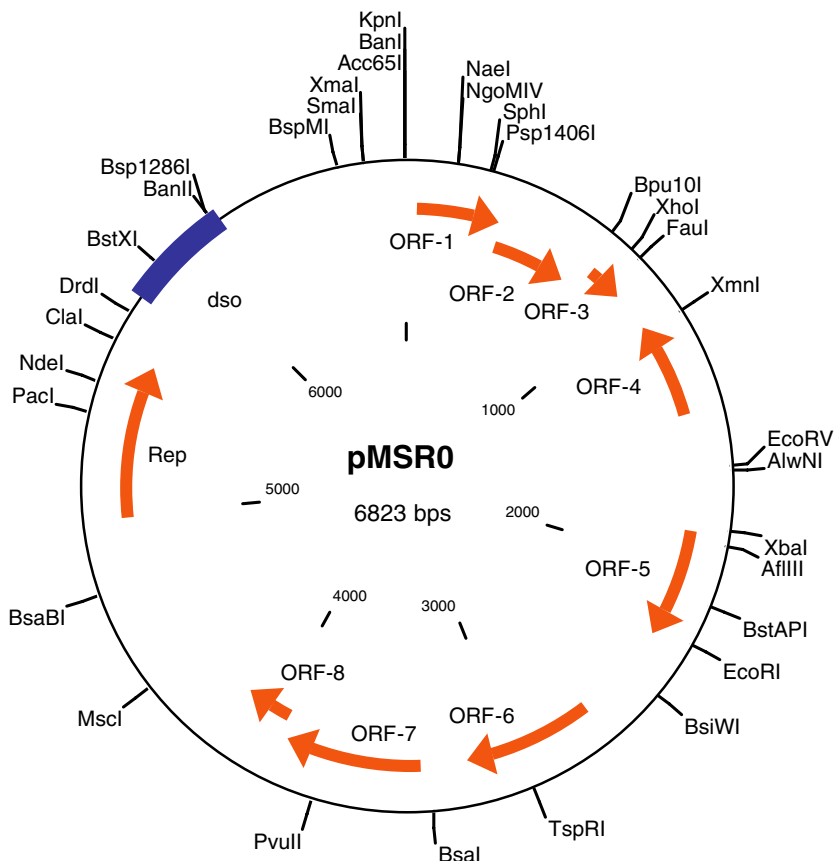 KpnI
BanI
Acc65I
XmaI
SmaI
BspMI
NaeI
NgoMIV
SphI
Psp1406I
Bpu10I
XhoI
FauI
XmnI
Bsp1286I
BanII
BstXI
DrdI
ClaI
NdeI
PacI
dso
ORF-1
ORF-2
ORF-3
ORF-4
6000
1000
Rep
pMSR0
6823 bps
5000
2000
EcoRV
AlwNI
XbaI
AflIII
ORF-5
BstAPI
EcoRI
BsiWI
4000
3000
BsaBI
MscI
ORF-8
ORF-7
ORF-6
PvuII
BsaI
TspRI